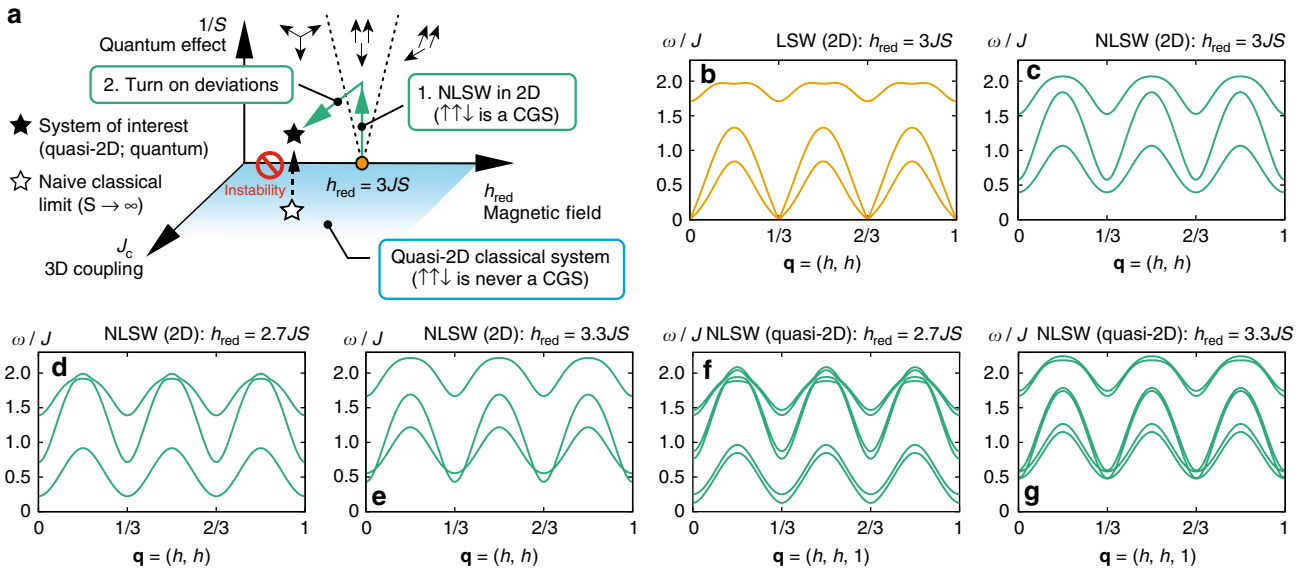 a
1/S
Quantum effect
2. Turn on deviations
1. NLSW in 2D
(↑↑↓ is a CGS)
System of interest
(quasi-2D; quantum)
Naive classical
limit (S → ∞)
Instability
h_red = 3JS
h_red
Magnetic field
J_c
3D coupling
Quasi-2D classical system
(↑↑↓ is never a CGS)
ω / J LSW (2D): h_red = 3JS
b
2.0
1.5
1.0
0.5
0
0 1/3 2/3 1
q = (h, h)
ω / J NLSW (2D): h_red = 3JS
c
2.0
1.5
1.0
0.5
0
0 1/3 2/3 1
q = (h, h)
ω / J NLSW (2D): h_red = 2.7JS
d
2.0
1.5
1.0
0.5
0
0 1/3 2/3 1
q = (h, h)
ω / J NLSW (2D): h_red = 3.3JS
2.0
1.5
1.0
0.5
e
0
0 1/3 2/3 1
q = (h, h)
ω / J NLSW (quasi-2D): h_red = 2.7JS
f
2.0
1.5
1.0
0.5
0
0 1/3 2/3 1
q = (h, h, 1)
ω / J NLSW (quasi-2D): h_red = 3.3JS
2.0
1.5
1.0
0.5
g
0
0 1/3 2/3 1
q = (h, h, 1)